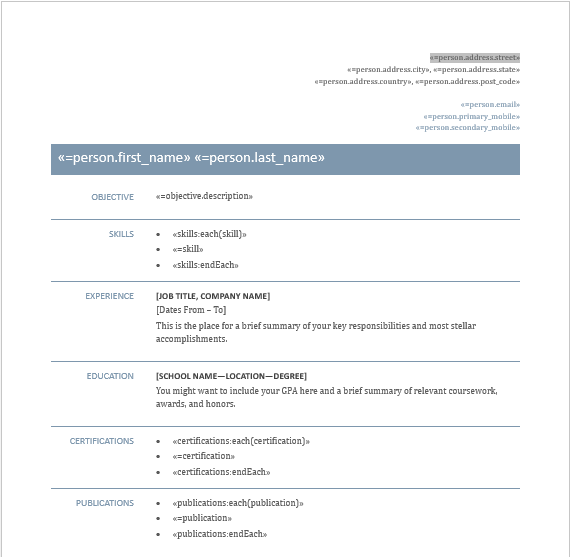 «=person.address.street»
«=person.address.city», «=person.address.state»
«=person.address.country», «=person.address.post_code»
«=person.email»
«=person.primary_mobile»
«=person.secondary_mobile»
«=person.first_name» «=person.last_name»
OBJECTIVE «=objective.description»
SKILLS • «skills:each(skill)»
• «=skill»
• «skills:endEach»
EXPERIENCE [JOB TITLE, COMPANY NAME]
[Dates From – To]
This is the place for a brief summary of your key responsibilities and most stellar
accomplishments.
EDUCATION [SCHOOL NAME—LOCATION—DEGREE]
You might want to include your GPA here and a brief summary of relevant coursework,
awards, and honors.
CERTIFICATIONS • «certifications:each(certification)»
• «=certification»
• «certifications:endEach»
PUBLICATIONS • «publications:each(publication)»
• «=publication»
• «publications:endEach»